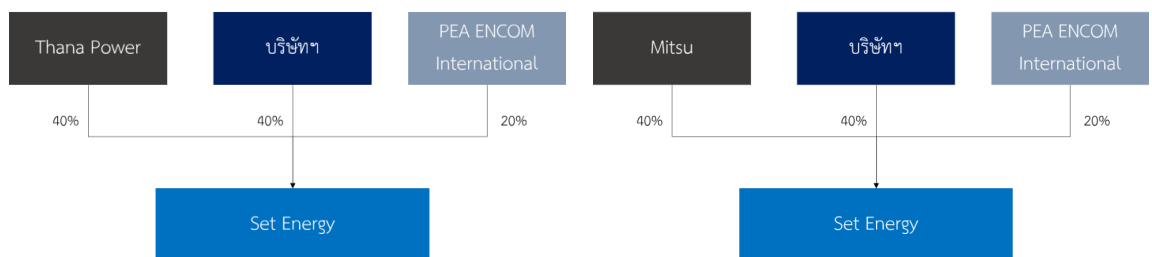 Thana Power
บริษัทฯ
PEA ENCOM
International
40%
40%
20%
Set Energy
Mitsu
บริษัทฯ
PEA ENCOM
International
40%
40%
20%
Set Energy